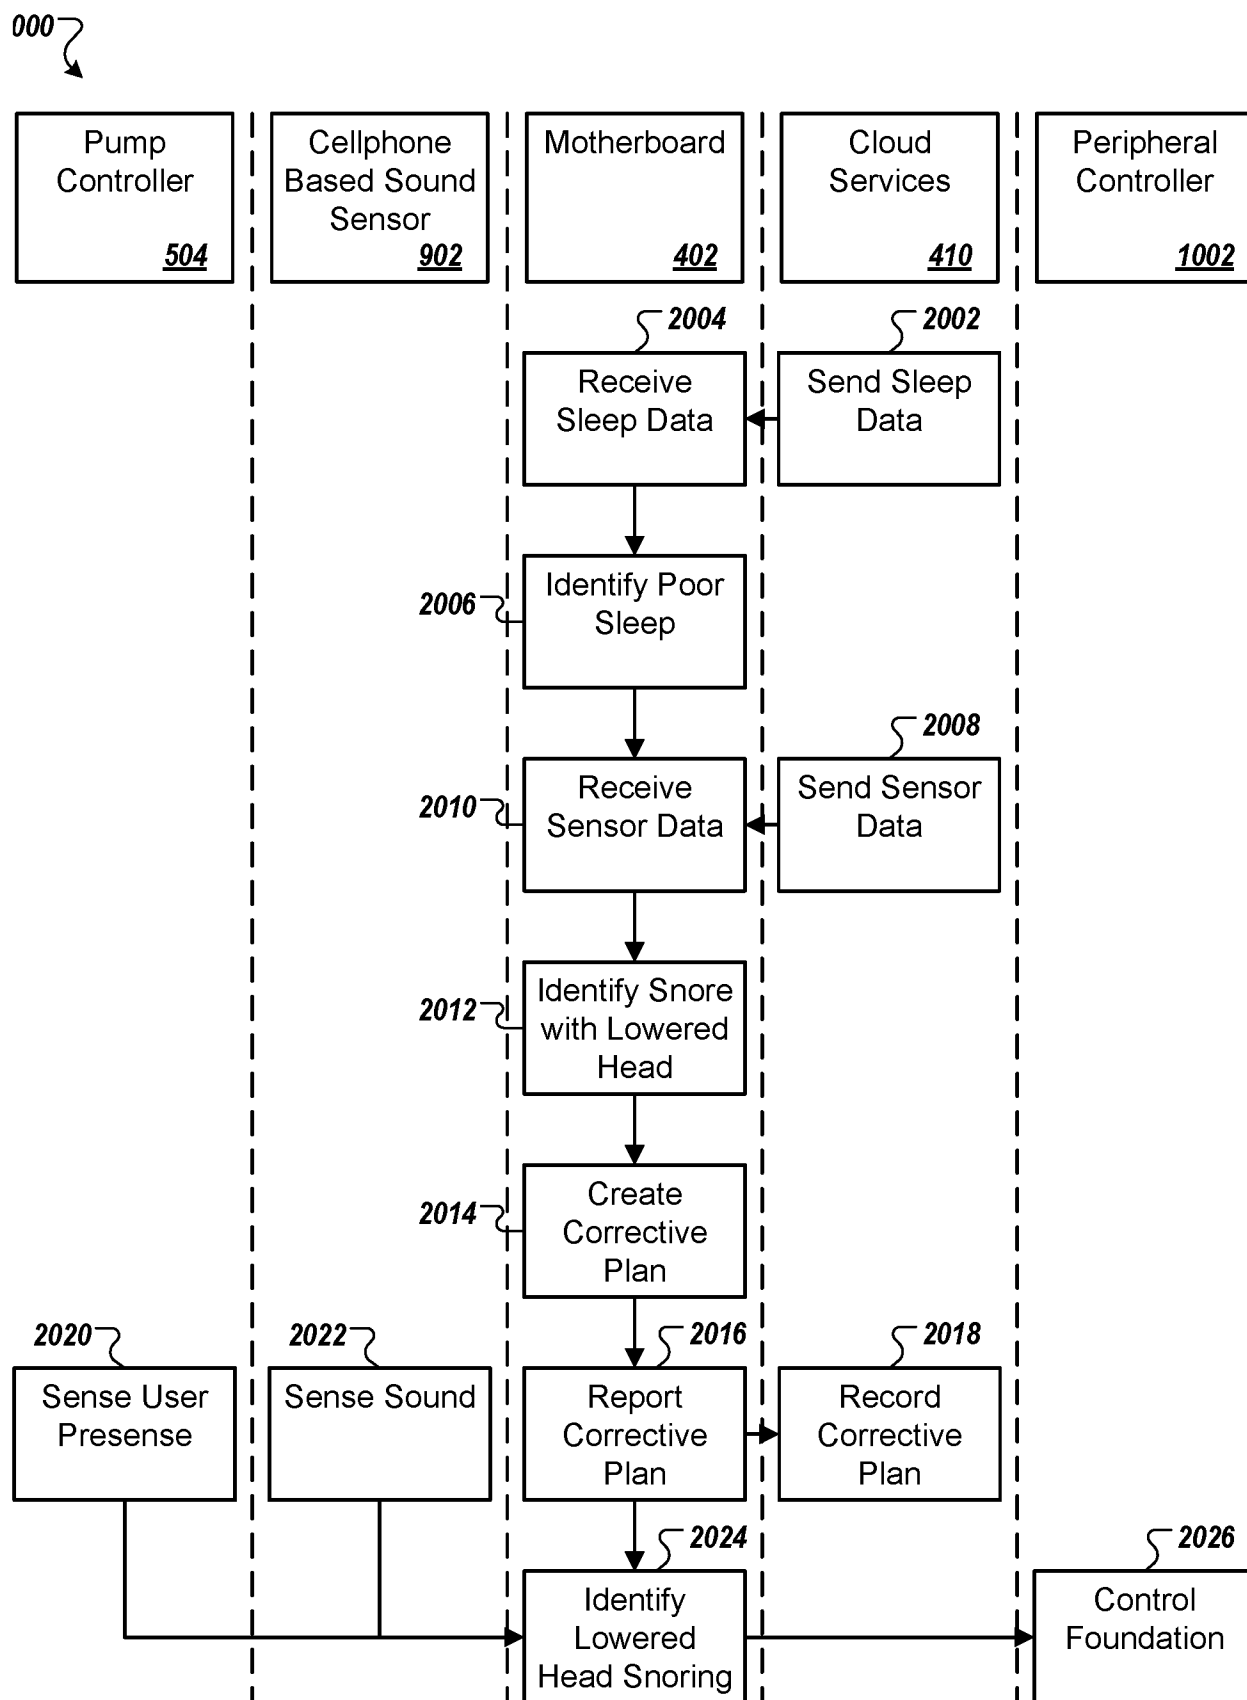 000
Pump
Controller
504
Cellphone
Based Sound
Sensor
902
Motherboard
402
Cloud
Services
410
Peripheral
Controller
1002
2004
Receive
Sleep Data
2002
Send Sleep
Data
2006
Identify Poor
Sleep
2010
Receive
Sensor Data
2008
Send Sensor
Data
2012
Identify Snore
with Lowered
Head
2014
Create
Corrective
Plan
2020
Sense User
Presense
2022
Sense Sound
2016
Report
Corrective
Plan
2018
Record
Corrective
Plan
2024
Identify
Lowered
Head Snoring
2026
Control
Foundation